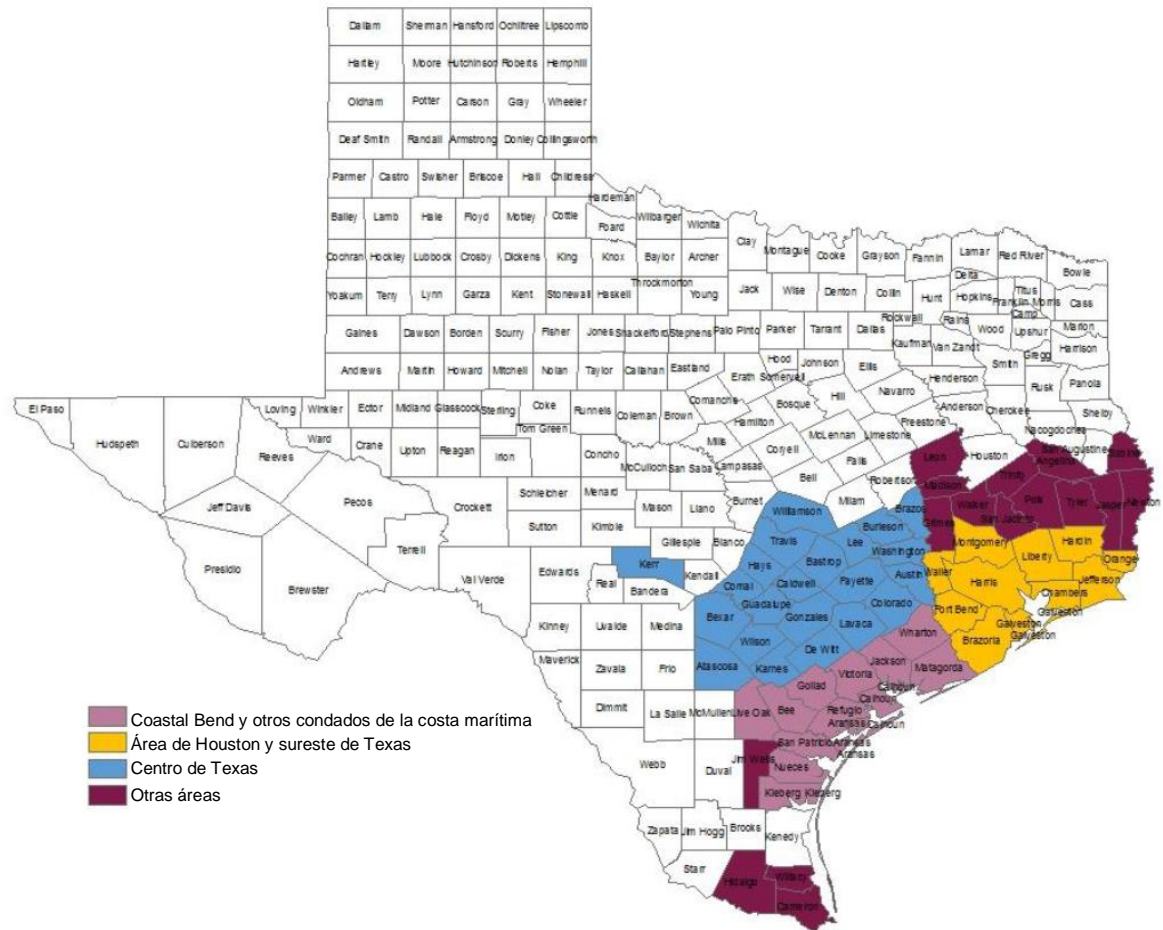 Dallam Sherman Hansford Ochiltree Lipscomb
Hartley Moore Hutchinson Roberts Hemphill
Oldham Potter Carson Gray Wheeler
Deaf Smith Randall Armstrong Donley Collingsworth
Parmer Castro Swisher Briscoe Hall Childress
Hardeman
Bailey Lamb Hale Floyd Motley Cottle Foard Wilbarger Wichita
Clay Montague Cooke Grayson Fannin Lamar Red River Bowie
Cochran Hockley Lubbock Crosby Dickens King Knox Baylor Archer
Delta
Throckmorton
Yoakum Terry Lynn Garza Kent Stonewall Haskell Young Jack Wise Denton Collin Hunt Hopkins Franklin Titus Morris Cass
Camp
Rockwall Rains Wood Upshur Marion
Gaines Dawson Borden Scurry Fisher Jones Shackelford Stephens Palo Pinto Parker Tarrant Dallas Kaufman Van Zandt Gregg Harrison
Andrews Martin Howard Mitchell Nolan Taylor Callahan Eastland Erath Hood Somervell Johnson Ellis Henderson Smith Rusk Panola
El Paso Hudspeth Culberson Loving Winkler Ector Midland Glasscock Sterling Coke Runnels Coleman Brown Comanche Bosque Hill Navarro Anderson Cherokee Shelby
Tom Green
Reeves Ward Crane Upton Reagan Irion Concho McCulloch San Saba Mills Hamilton McLennan Limestone Freestone Nacogdoches
Lampasas Coryell Falls Leon Houston San Augustine Sabine
Angelina
Jeff Davis Pecos Crockett Schleicher Menard Mason Llano Burnet Bell Milam Robertson Madison Trinity
Presidio Brewster Terrell Sutton Kimble Williamson Brazos Walker Polk Tyler Jasper Newton
Burleson Grimes San Jacinto
Val Verde Edwards Gillespie Blanco Travis Lee Washington Montgomery Liberty Hardin Orange
Real Kerr Kendall Hays Bastrop Austin Waller Harris Jefferson
Bandera Comal Caldwell Fayette Chambers
Kinney Uvalde Medina Bexar Guadalupe Gonzales Colorado Fort Bend Galveston
Galveston
Galveston
Wilson Lavaca Wharton Brazoria
Maverick Zavala Frio Atascosa Karnes De Witt Jackson Matagorda
Victoria
Dimmit La Salle McMullen Live Oak Bee Goliad Calhoun
Calhoun
Refugio Calhoun
Aransas
San Patricio Aransas
Aransas
Webb Duval Jim Wells Nueces
Kleberg Kleberg
Zapata Jim Hogg Brooks Kenedy
Starr Hidalgo Willacy
Cameron
Coastal Bend y otros condados de la costa marítima
Área de Houston y sureste de Texas
Centro de Texas
Otras áreas